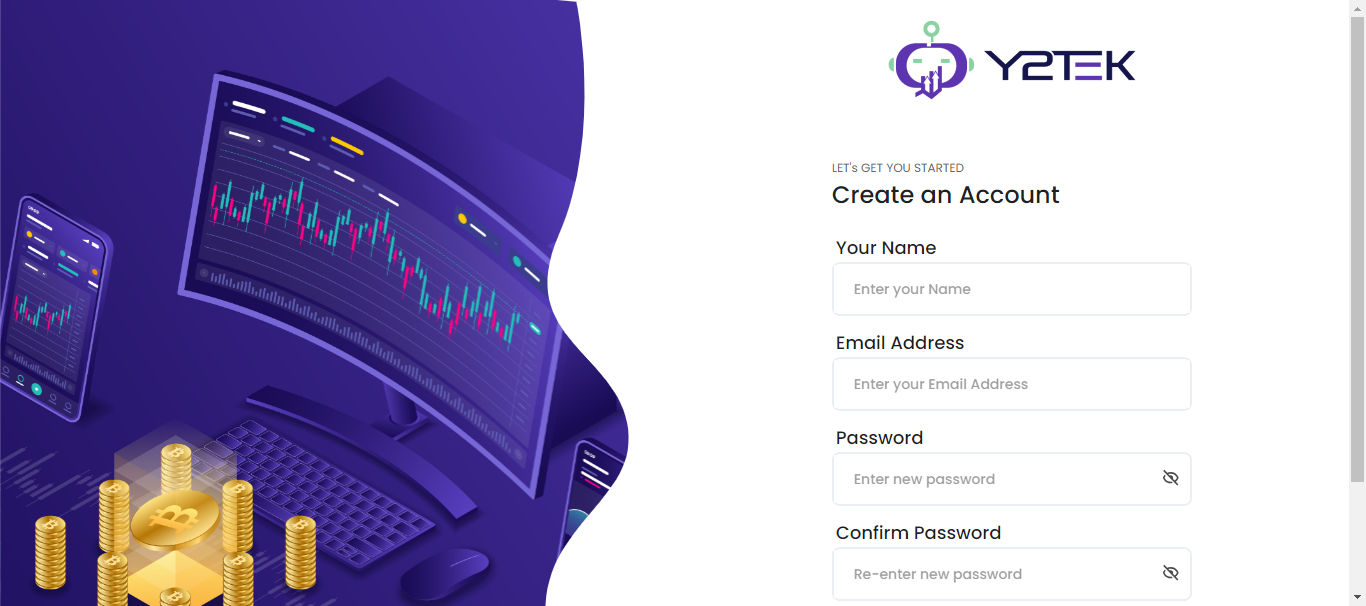 Y2TEK
LET's GET YOU STARTED
Create an Account
Your Name
Enter your Name
Email Address
Enter your Email Address
Password
Enter new password
Confirm Password
Re-enter new password